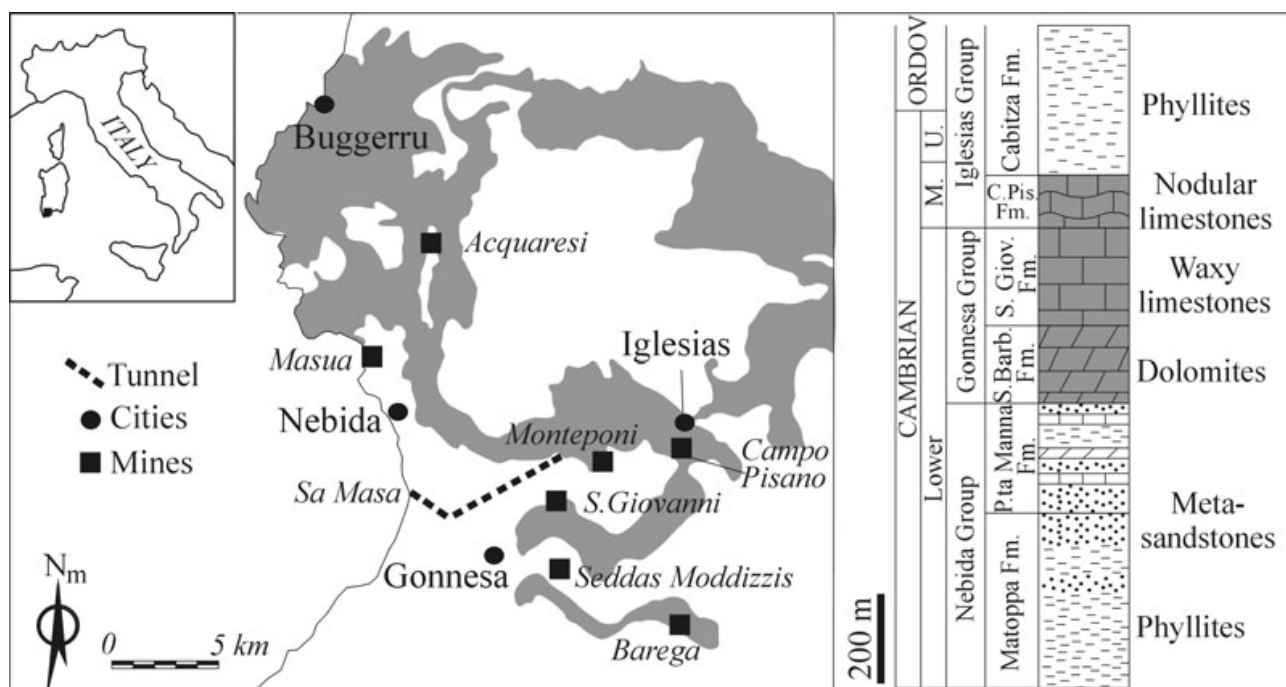 ITALY
Buggerru
Acquaresi
Masua
Iglesias
Tunnel
Cities
Mines
Nebida
Monteponi
Campo
Pisano
Sa Masa
S.Giovanni
Gonnesa
Seddas Moddizzis
Barega
Nm
0 5 km
ORDOV
CAMBRIAN
U.
M.
Lower
Iglesias Group
Gonnesa Group
Nebida Group
Cabitza Fm.
C.Pis.
Fm.
S. Giov.
Fm.
S.Barb.
Fm.
P.ta Manna
Fm.
Matoppa Fm.
Phyllites
Nodular
limestones
Waxy
limestones
Dolomites
Meta-
sandstones
Phyllites
200 m